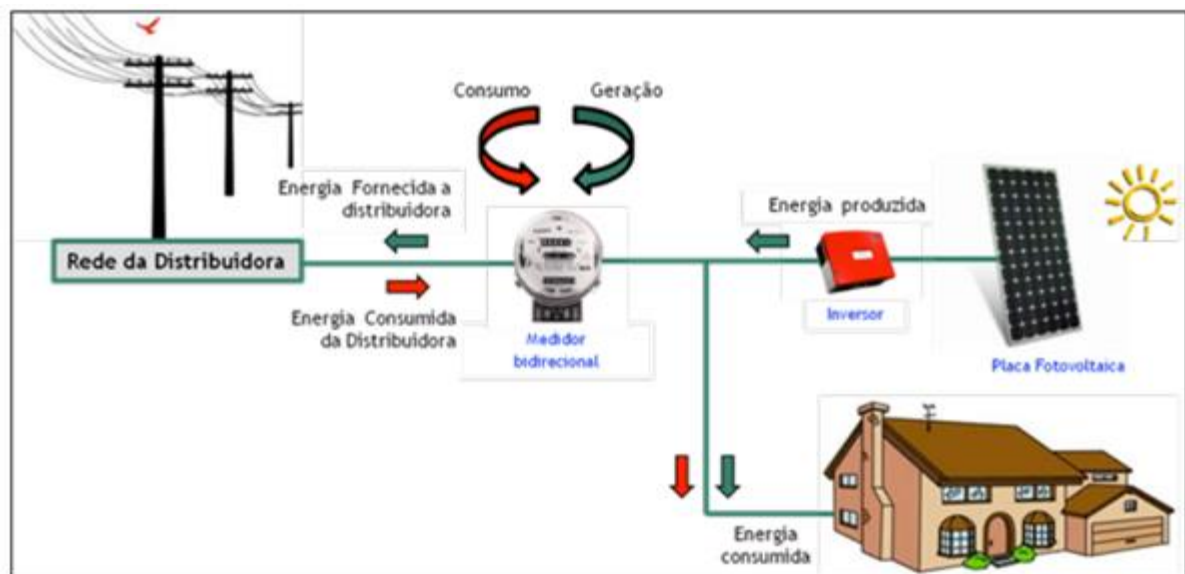 Consumo
Geração
Energia Fornecida a
distribuidora
Energia produzida
Rede da Distribuidora
Energia Consumida
da Distribuidora
Medidor
bidirecional
Inversor
Placa Fotovoltaica
Energia
consumida